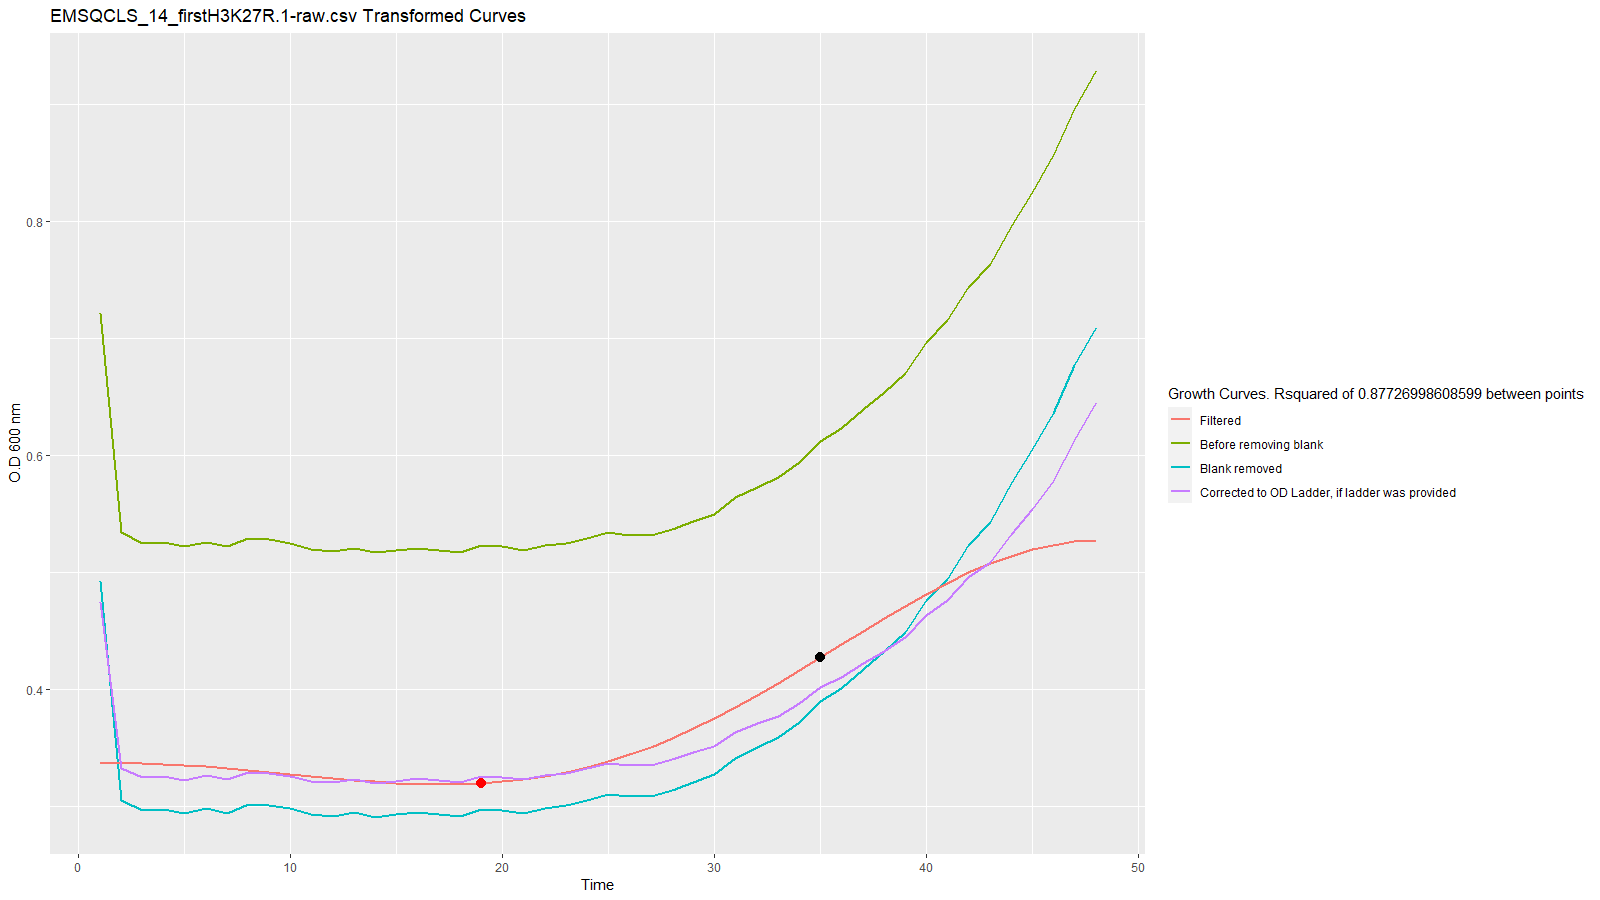 EMSQCLS_14_firstH3K27R.1-raw.csv Transformed Curves
O.D 600 nm
0.8
0.6
0.4
0 10 20 30 40 50
Time
Growth Curves. Rsquared of 0.87726998608599 between points
Filtered
Before removing blank
Blank removed
Corrected to OD Ladder, if ladder was provided